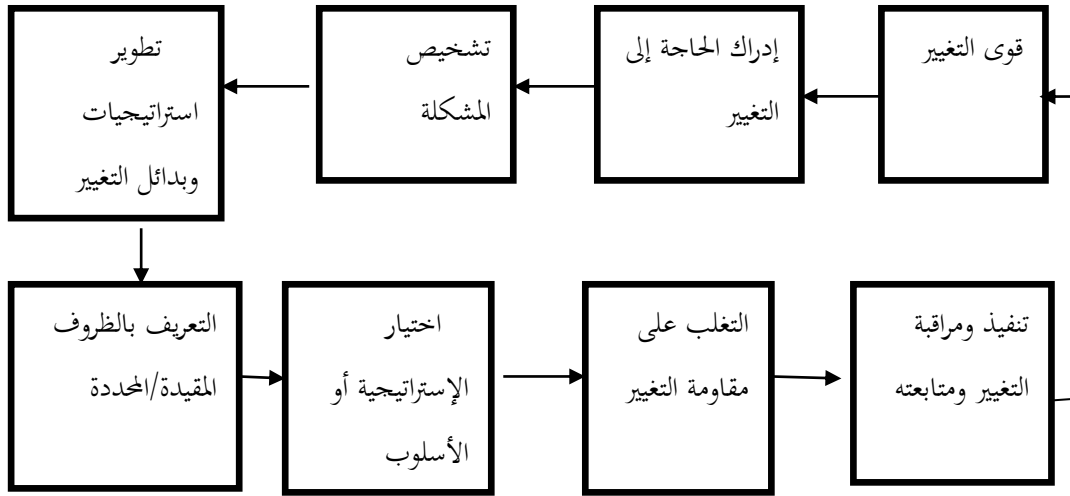 قوى التغيير
إدراك الحاجة إلى
التغيير
تشخيص
المشكلة
تطوير
استراتيجيات
وبدائل التغيير
التعريف بالظروف
المقيدة/المحددة
اختيار
الإستراتيجية أو
الأسلوب
التغلب على
مقاومة التغيير
تنفيذ ومراقبة
التغيير ومتابعته